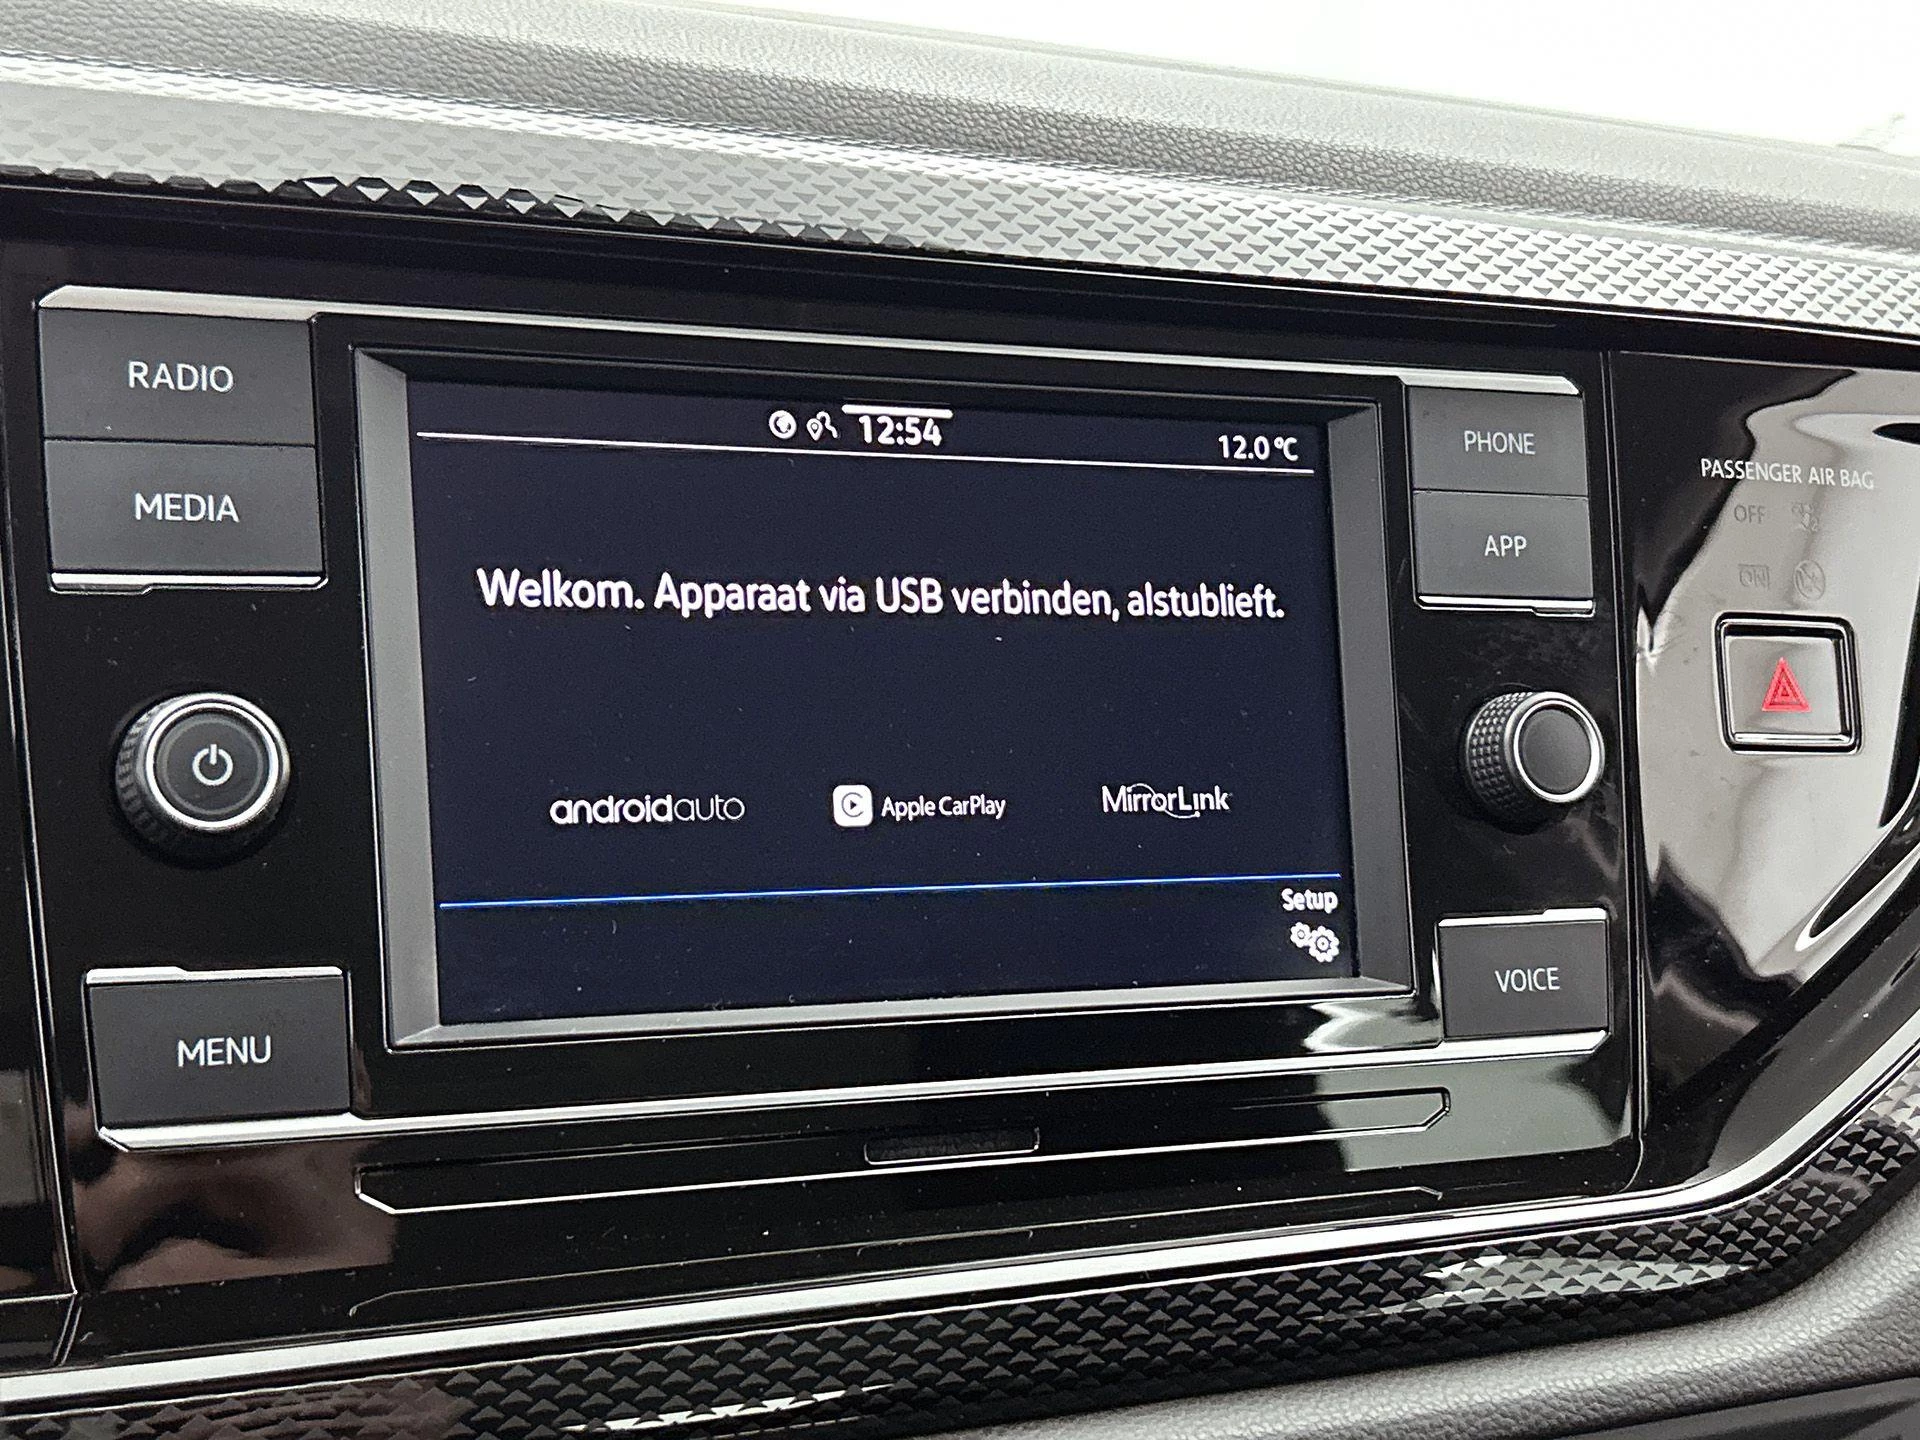 RADIO
MEDIA
MENU
12:54
12.0 °C
Welkom. Apparaat via USB verbinden, alstublieft.
androidauto
Apple CarPlay
MirrorLink
Setup
PHONE
APP
VOICE
PASSENGER AIR BAG
OFF
ON